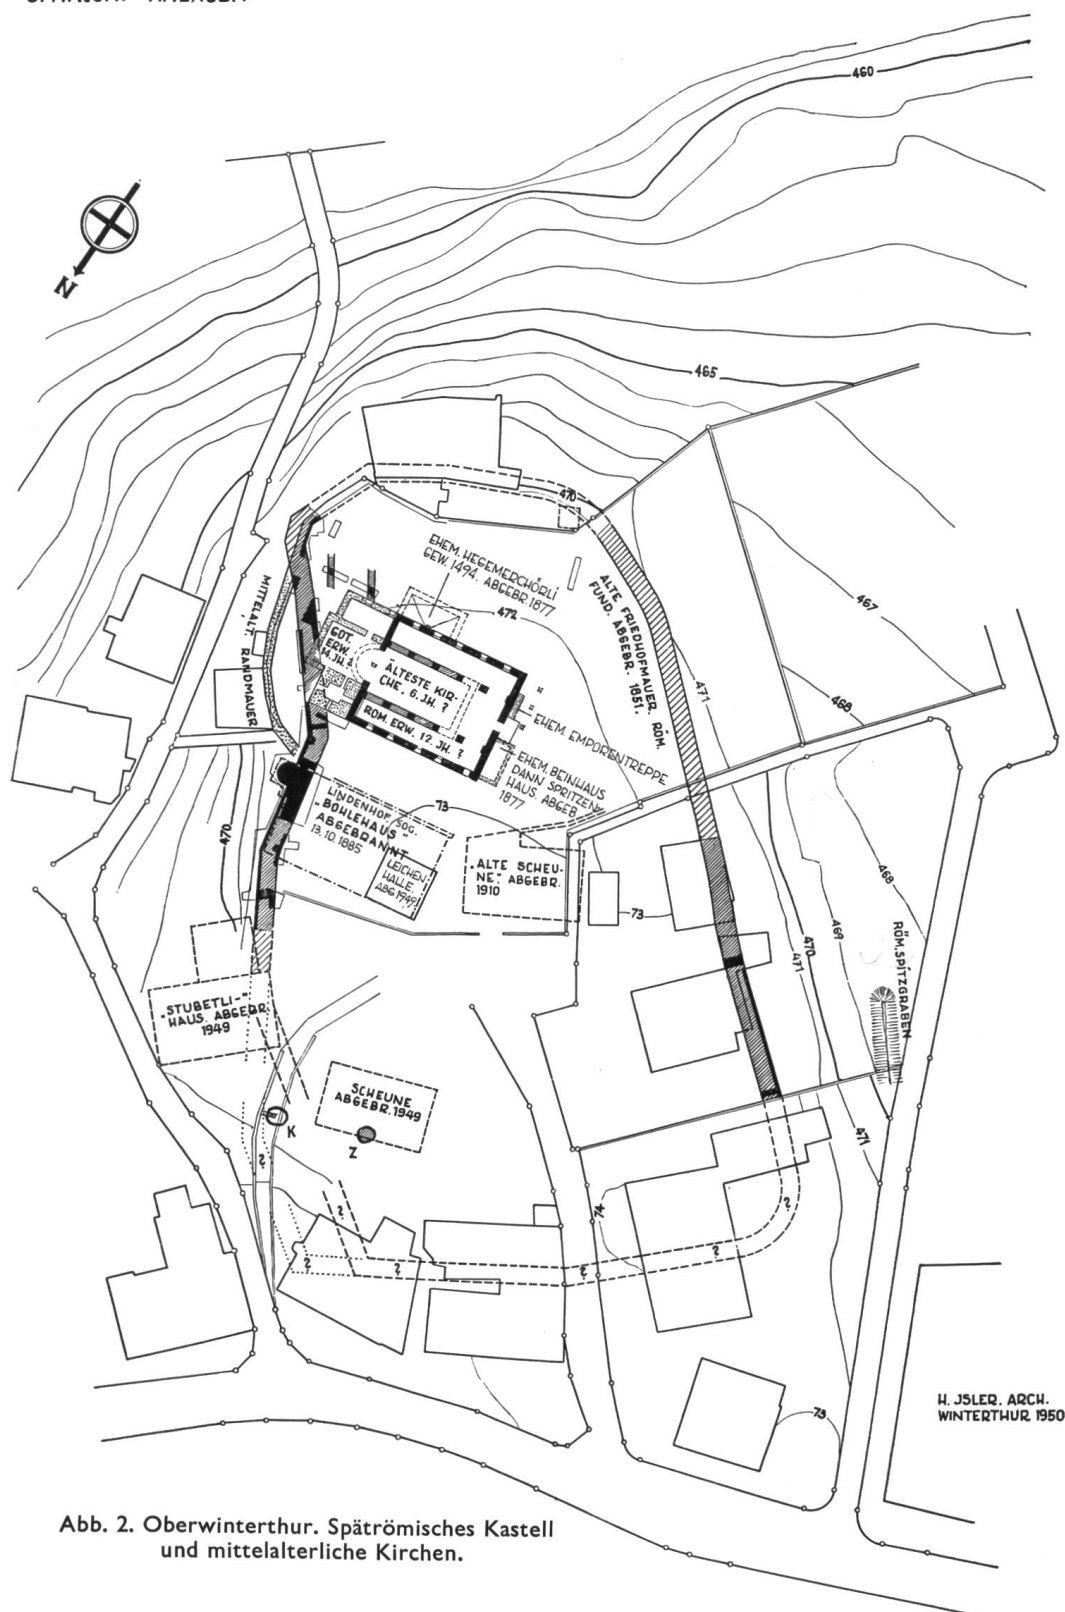 460
N
465
470
EHEM. HEGEMERCHÖRLI
GEW. 1494. ABGEBR. 1877
472
ALTE FRIEDHOFMAUER. RÖM.
FUND. ABGEBR. 1851.
467
MITTELALT. RANDMAUER
GOT.
ERW.
14. JH. ?
ÄLTESTE KIR-
CHE. 6. JH. ?
RÖM. ERW. 12. JH. ?
471
468
EHEM. EMPORENTREPPE
EHEM. BEINHAUS
DANN SPRITZEN-
HAUS. ABGEB.
1877
LINDENHOF, SOG.
"BOHLEHAUS"
ABGEBRANNT
13.10.1885
73
LEICHEN-
HALLE.
ABG 1949
"ALTE SCHEU-
NE." ABGEBR.
1910
470
468
73
469
470
471
RÖM. SPITZGRABEN
"STUBETLI-"
HAUS. ABGEBR.
1949
SCHEUNE
ABGEBR. 1949
K
Z
471
?
74
?
?
?
?
?
?
73
H. JSLER. ARCH.
WINTERTHUR 1950
Abb. 2. Oberwinterthur. Spätrömisches Kastell
und mittelalterliche Kirchen.